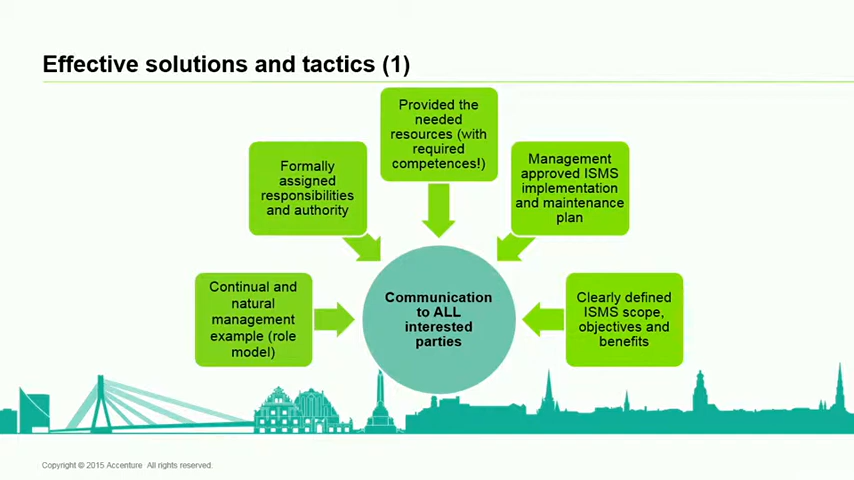 Effective solutions and tactics (1)
Provided the
needed
resources (with
required
competences!)
Formally
assigned
responsibilities
and authority
Management
approved ISMS
implementation
and maintenance
plan
Continual and
natural
management
example (role
model)
Communication
to ALL
interested
parties
Clearly defined
ISMS scope,
objectives and
benefits
Copyright © 2015 Accenture All rights reserved.